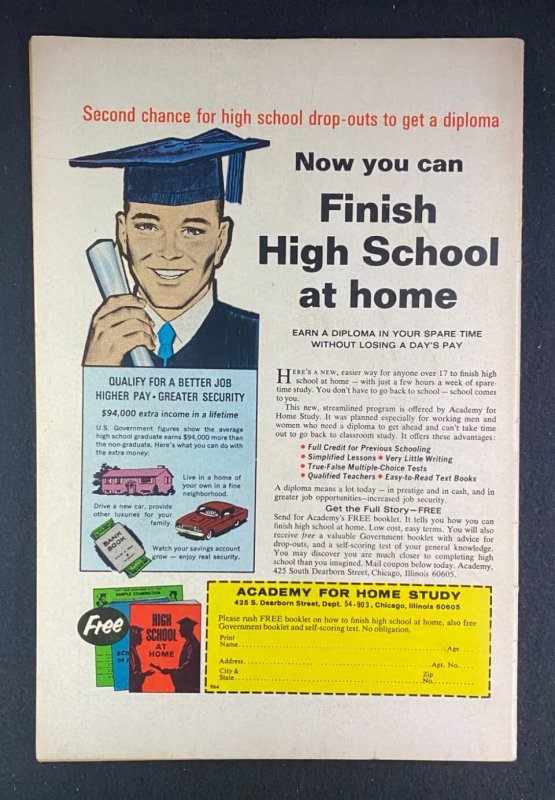 Second chance for high school drop-outs to get a diploma
Now you can
Finish
High School
at home
EARN A DIPLOMA IN YOUR SPARE TIME
WITHOUT LOSING A DAY'S PAY
HERE'S A NEW, easier way for anyone over 17 to finish high
school at home — with just a few hours a week of spare-
time study. You don't have to go back to school — school comes
to you.
This new, streamlined program is offered by Academy for
Home Study. It was planned especially for working men and
women who need a diploma to get ahead and can't take time
out to go back to classroom study. It offers these advantages:
• Full Credit for Previous Schooling
• Simplified Lessons • Very Little Writing
• True-False Multiple-Choice Tests
• Qualified Teachers • Easy-to-Read Text Books
A diploma means a lot today — in prestige and in cash, and in
greater job opportunities—increased job security.
Get the Full Story—FREE
Send for Academy's FREE booklet. It tells you how you can
finish high school at home. Low cost, easy terms. You will also
receive free a valuable Government booklet with advice for
drop-outs, and a self-scoring test of your general knowledge.
You may discover you are much closer to completing high
school than you imagined. Mail coupon below today. Academy,
425 South Dearborn Street, Chicago, Illinois 60605.
QUALIFY FOR A BETTER JOB
HIGHER PAY • GREATER SECURITY
$94,000 extra income in a lifetime
U.S. Government figures show the average
high school graduate earns $94,000 more than
the non-graduate. Here's what you can do with
the extra money:
Live in a home of
your own in a fine
neighborhood.
Drive a new car, provide
other luxuries for your
family.
BANK
BOOK
Watch your savings account
grow — enjoy real security.
Free
SAMPLE EXAMINATION
HIGH
SCHOOL
AT
HOME
ACADEMY FOR HOME STUDY
425 S. Dearborn Street, Dept. 54-903, Chicago, Illinois 60605
Please rush FREE booklet on how to finish high school at home, also free
Government booklet and self-scoring test. No obligation.
Print
Name Age
Address Apt. No.
City & Zip
State No.
964